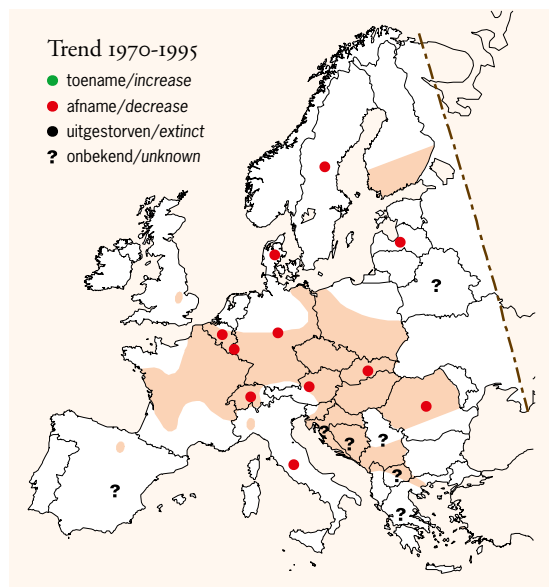 Trend 1970-1995
toename/increase
afname/decrease
uitgestorven/extinct
? onbekend/unknown
?
?
?
?
?
?
?